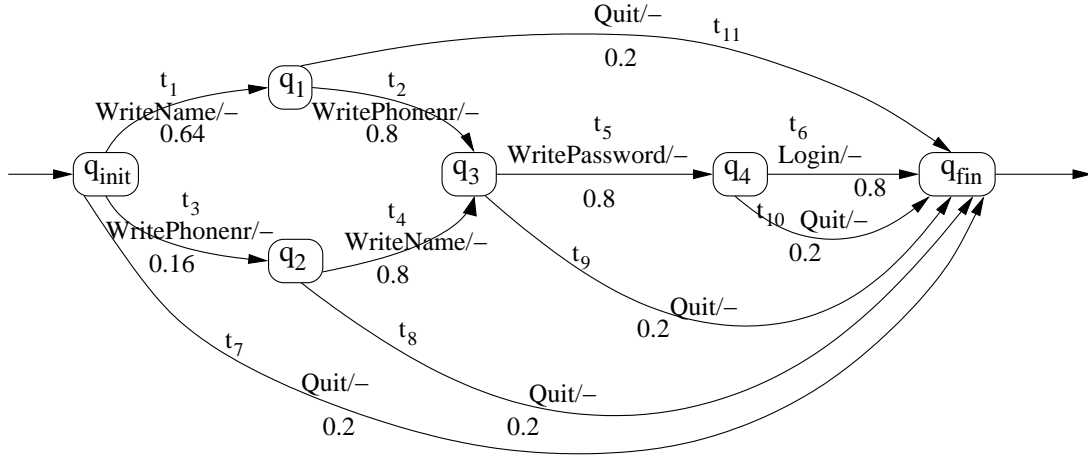 Quit/–
t11
0.2
t1
WriteName/–
0.64
q1
t2
WritePhonenr/–
0.8
qinit
q3
t5
WritePassword/–
0.8
q4
t6
Login/–
0.8
qfin
t3
WritePhonenr/–
0.16
q2
t4
WriteName/–
0.8
t10
Quit/–
0.2
t9
Quit/–
0.2
t7
Quit/–
0.2
t8
Quit/–
0.2